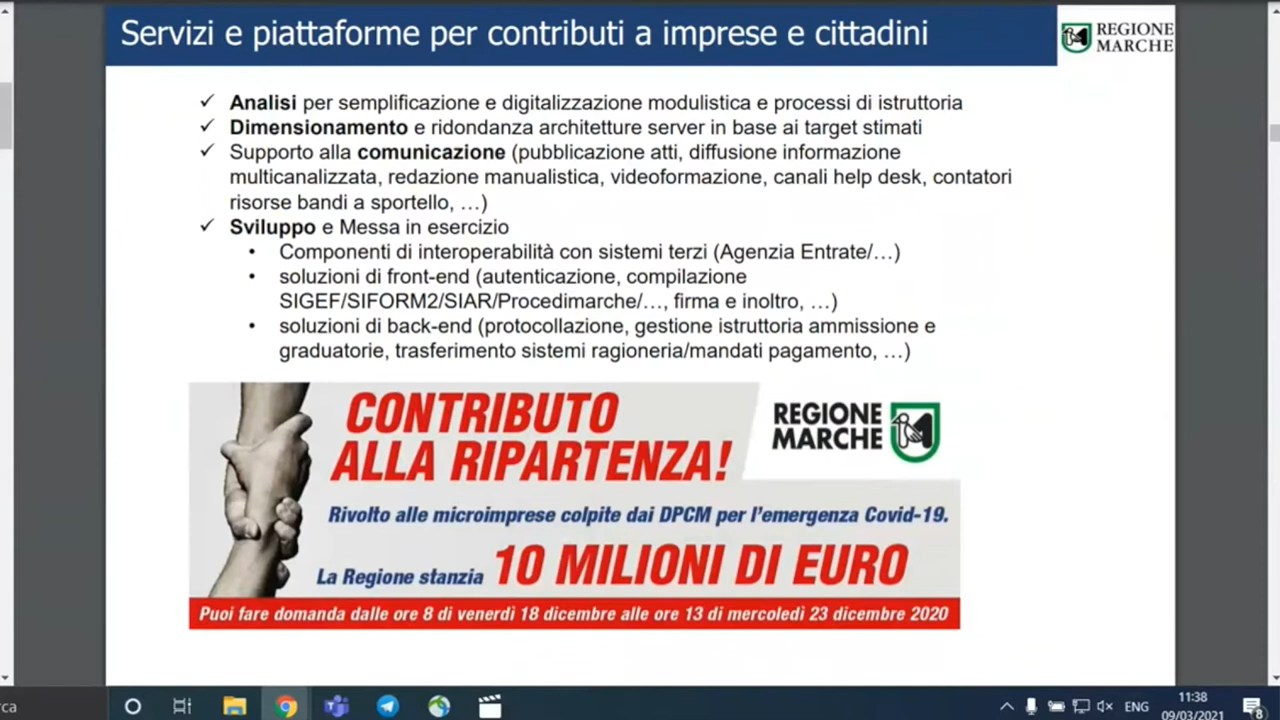 Servizi e piattaforme per contributi a imprese e cittadini
REGIONE
MARCHE
Analisi per semplificazione e digitalizzazione modulistica e processi di istruttoria
Dimensionamento e ridondanza architetture server in base ai target stimati
Supporto alla comunicazione (pubblicazione atti, diffusione informazione
multicanalizzata, redazione manualistica, videoformazione, canali help desk, contatori
risorse bandi a sportello, …)
Sviluppo e Messa in esercizio
• Componenti di interoperabilità con sistemi terzi (Agenzia Entrate/…)
• soluzioni di front-end (autenticazione, compilazione
SIGEF/SIFORM2/SIAR/Procedimarche/…, firma e inoltro, …)
• soluzioni di back-end (protocollazione, gestione istruttoria ammissione e
graduatorie, trasferimento sistemi ragioneria/mandati pagamento, …)
CONTRIBUTO
ALLA RIPARTENZA!
REGIONE
MARCHE
Rivolto alle microimprese colpite dai DPCM per l'emergenza Covid-19.
La Regione stanzia 10 MILIONI DI EURO
Puoi fare domanda dalle ore 8 di venerdì 18 dicembre alle ore 13 di mercoledì 23 dicembre 2020
rca
ENG
11:38
09/03/2021
8